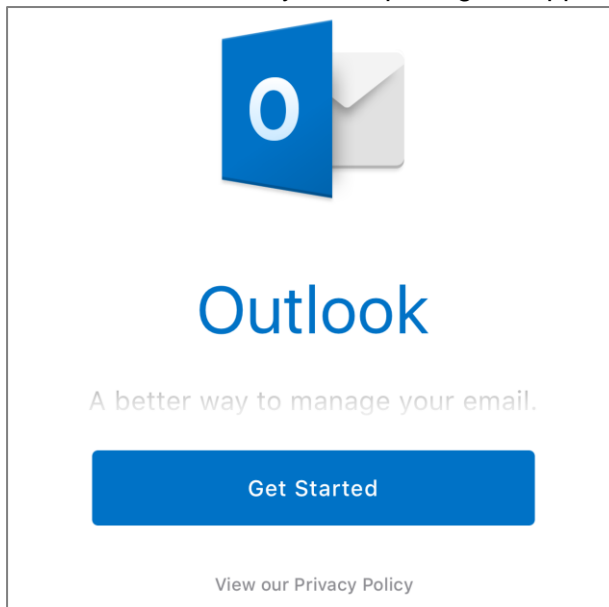 O
Outlook
A better way to manage your email.
Get Started
View our Privacy Policy